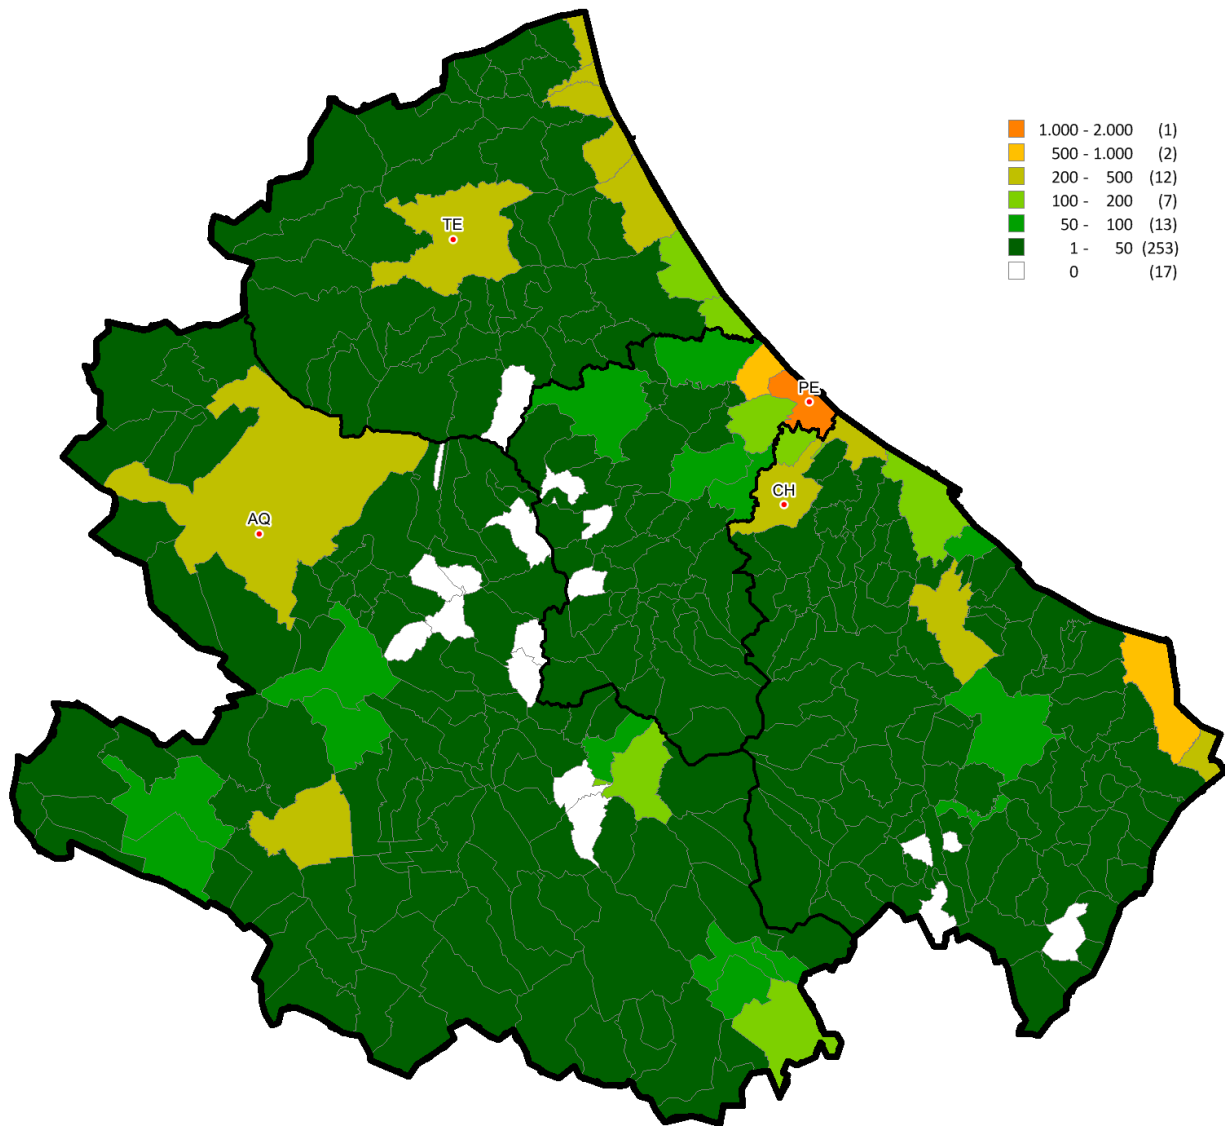 1.000 - 2.000 (1)
500 - 1.000 (2)
200 - 500 (12)
100 - 200 (7)
50 - 100 (13)
1 - 50 (253)
0 (17)
TE
PE
CH
AQ